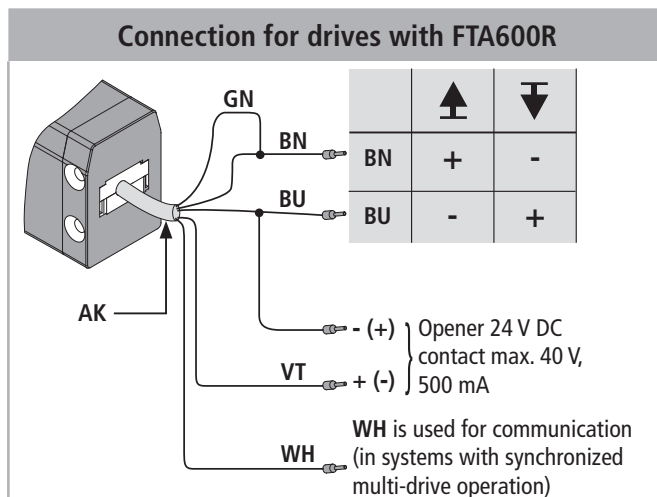 Connection for drives with FTA600R
GN
BN
BN + -
BU
BU - +
AK
- (+)
Opener 24 V DC
contact max. 40 V,
VT
+ (-)
500 mA
WH is used for communication
WH
(in systems with synchronized
multi-drive operation)